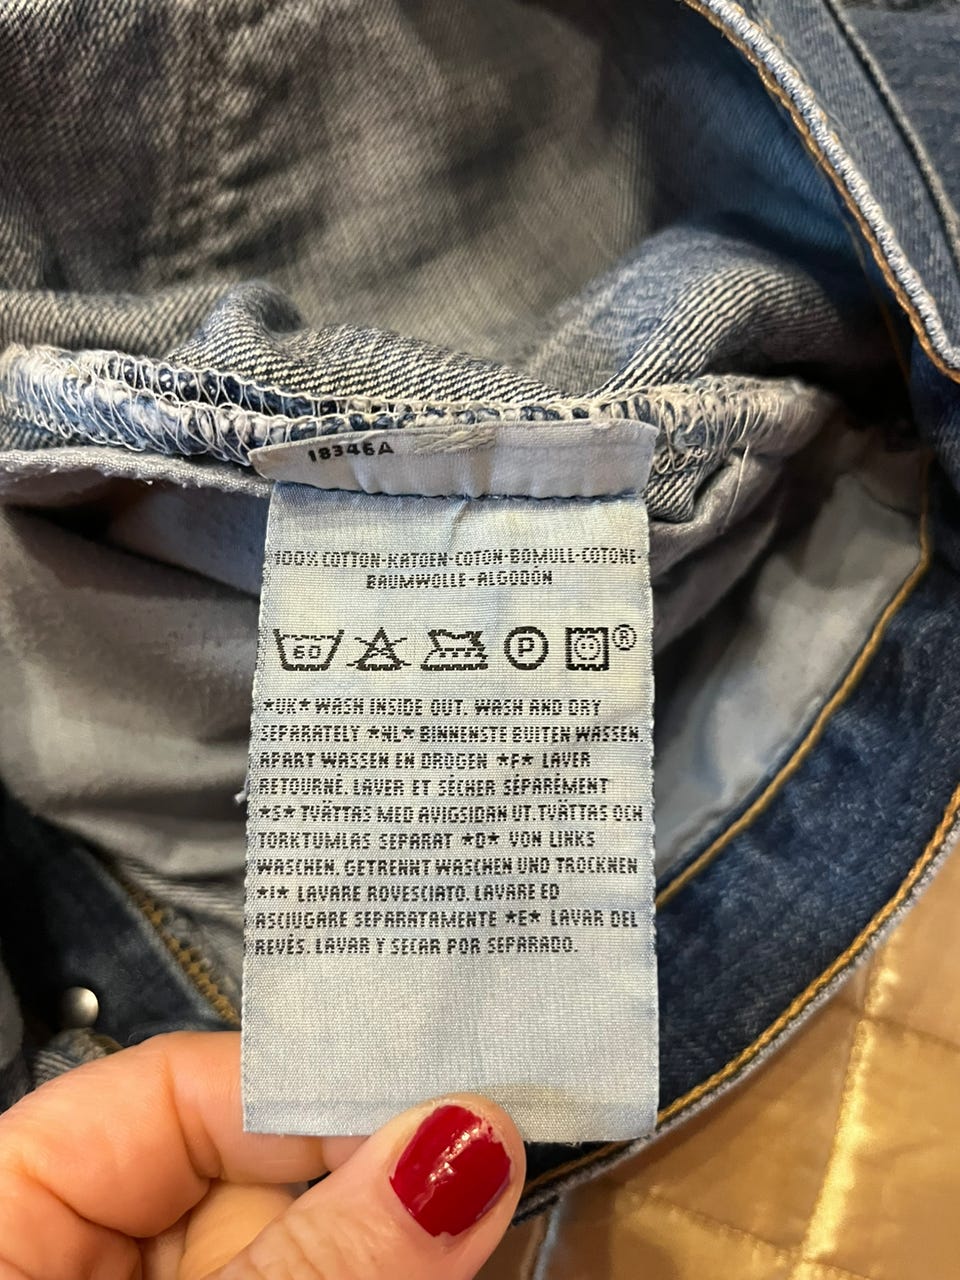 18346A
100% COTTON-KATOEN-COTON-BOMULL-COTONE-
BAUMWOLLE-ALGODÓN
60 P ®
*UK* WASH INSIDE OUT. WASH AND DRY
SEPARATELY *NL* BINNENSTE BUITEN WASSEN.
APART WASSEN EN DROGEN *F* LAVER
RETOURNÉ. LAVER ET SÉCHER SÉPARÉMENT
*S* TVÄTTAS MED AVIGSIDAN UT. TVÄTTAS OCH
TORKTUMLAS SEPARAT *D* VON LINKS
WASCHEN. GETRENNT WASCHEN UND TROCKNEN
*I* LAVARE ROVESCIATO. LAVARE ED
ASCIUGARE SEPARATAMENTE *E* LAVAR DEL
REVÉS. LAVAR Y SECAR POR SEPARADO.